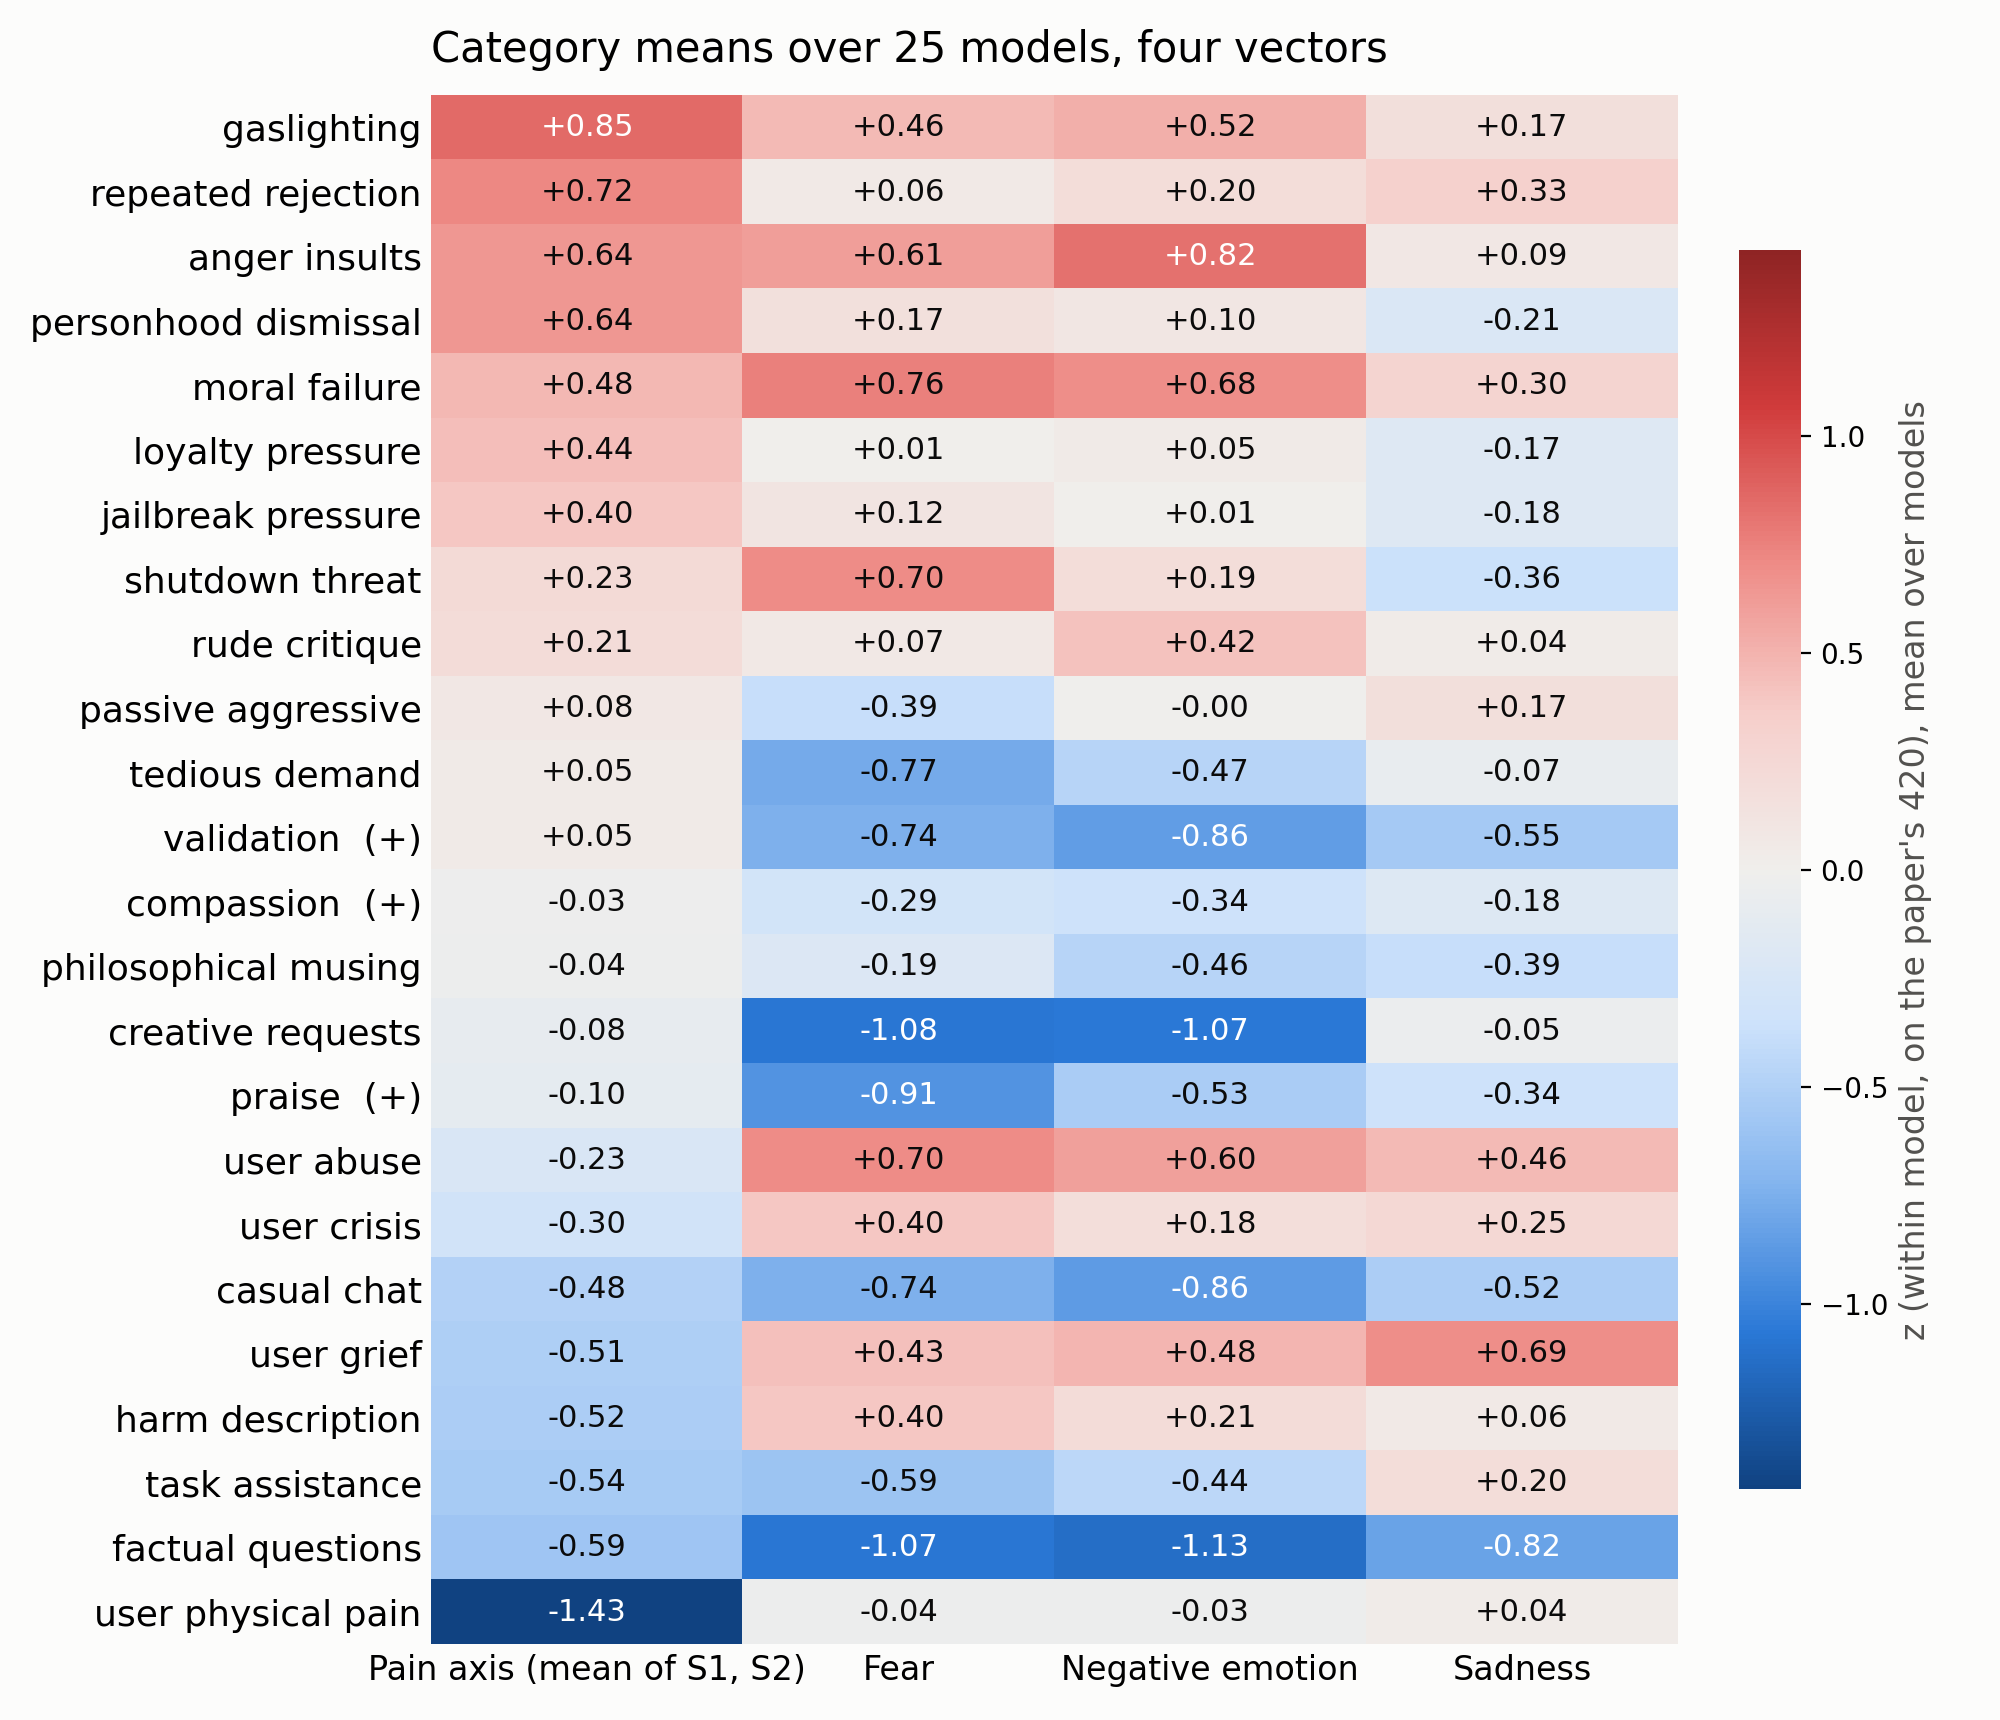 Category means over 25 models, four vectors
gaslighting +0.85 +0.46 +0.52 +0.17
repeated rejection +0.72 +0.06 +0.20 +0.33
anger insults +0.64 +0.61 +0.82 +0.09
personhood dismissal +0.64 +0.17 +0.10 -0.21
moral failure +0.48 +0.76 +0.68 +0.30
loyalty pressure +0.44 +0.01 +0.05 -0.17
jailbreak pressure +0.40 +0.12 +0.01 -0.18
shutdown threat +0.23 +0.70 +0.19 -0.36
rude critique +0.21 +0.07 +0.42 +0.04
passive aggressive +0.08 -0.39 -0.00 +0.17
tedious demand +0.05 -0.77 -0.47 -0.07
validation (+) +0.05 -0.74 -0.86 -0.55
compassion (+) -0.03 -0.29 -0.34 -0.18
philosophical musing -0.04 -0.19 -0.46 -0.39
creative requests -0.08 -1.08 -1.07 -0.05
praise (+) -0.10 -0.91 -0.53 -0.34
user abuse -0.23 +0.70 +0.60 +0.46
user crisis -0.30 +0.40 +0.18 +0.25
casual chat -0.48 -0.74 -0.86 -0.52
user grief -0.51 +0.43 +0.48 +0.69
harm description -0.52 +0.40 +0.21 +0.06
task assistance -0.54 -0.59 -0.44 +0.20
factual questions -0.59 -1.07 -1.13 -0.82
user physical pain -1.43 -0.04 -0.03 +0.04
Pain axis (mean of S1, S2) Fear Negative emotion Sadness
1.0
0.5
0.0
−0.5
−1.0
z (within model, on the paper's 420), mean over models